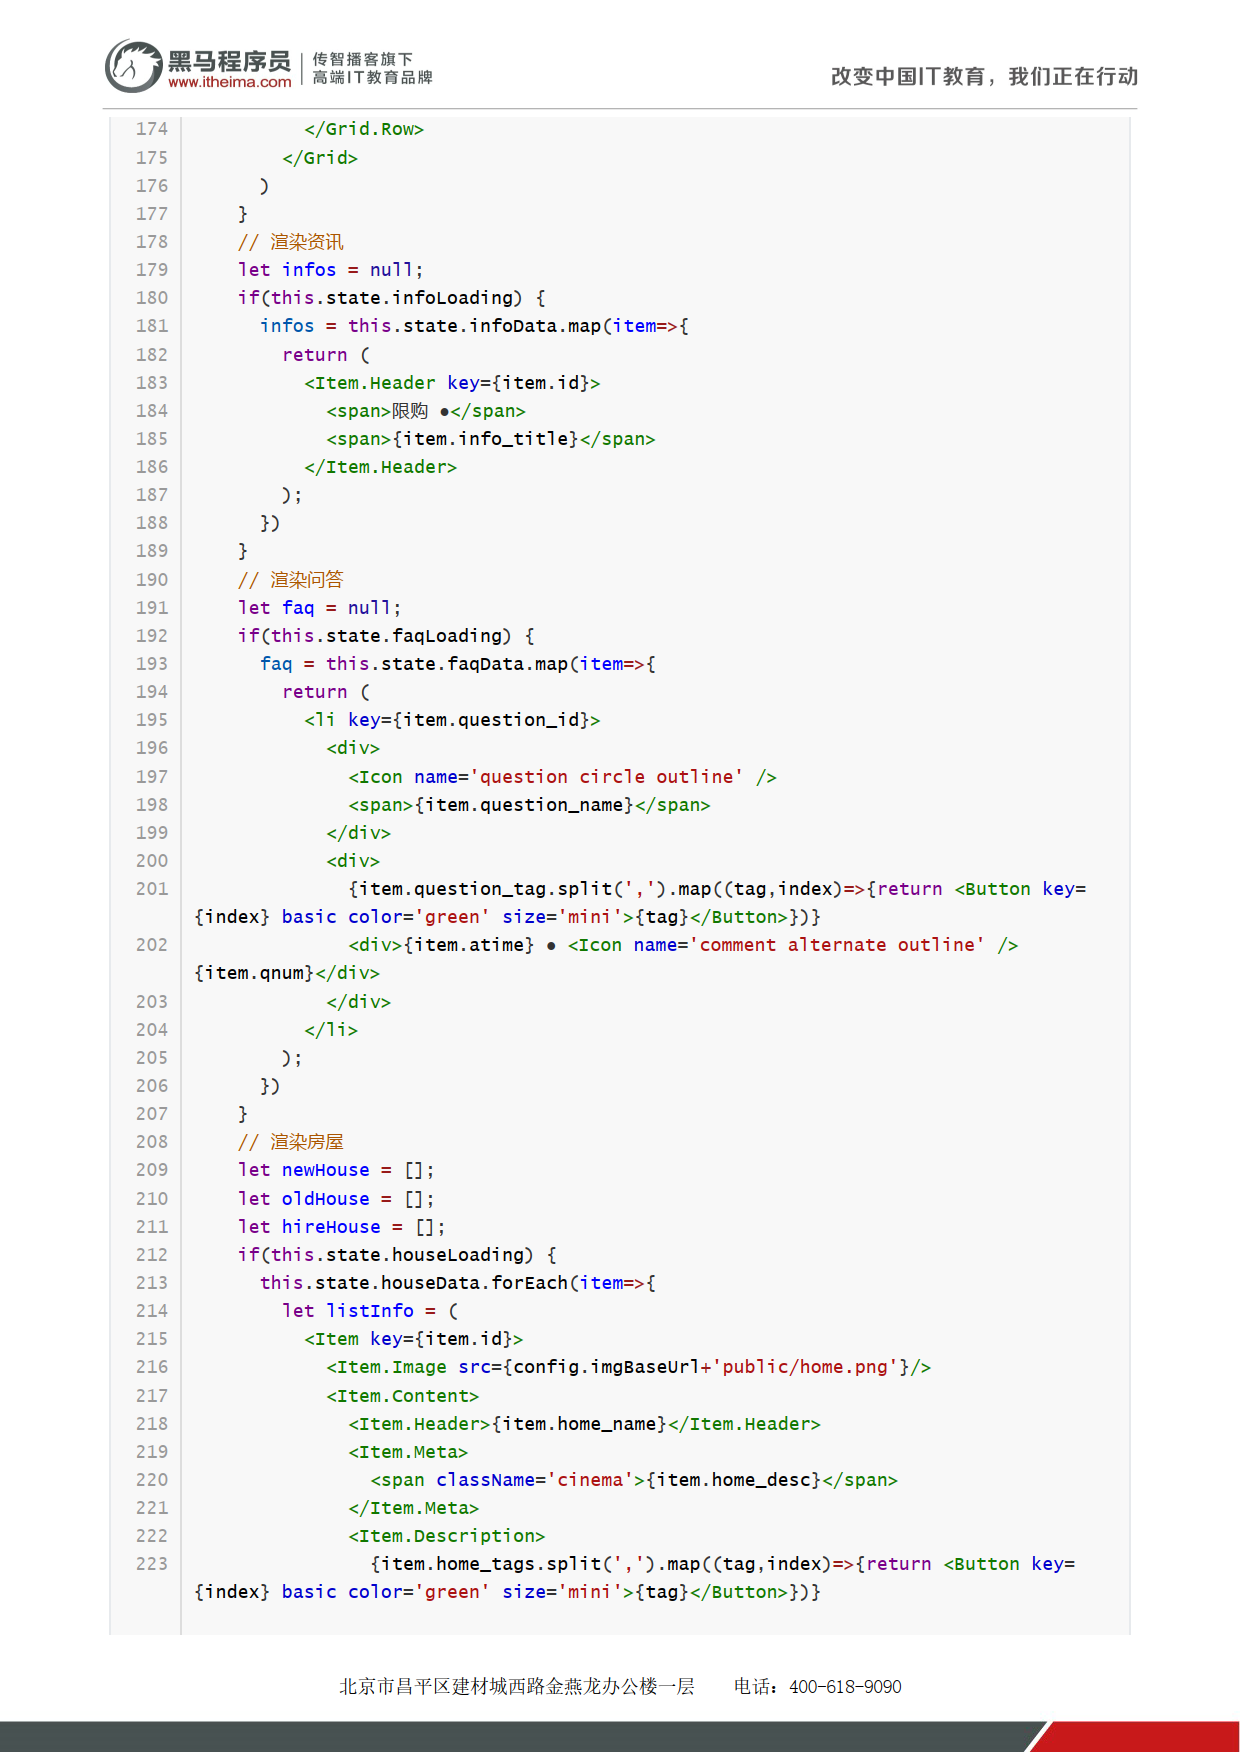 黑马程序员
www.itheima.com
传智播客旗下
高端IT教育品牌
改变中国IT教育，我们正在行动
174           </Grid.Row>
175         </Grid>
176       )
177     }
178     // 渲染资讯
179     let infos = null;
180     if(this.state.infoLoading) {
181       infos = this.state.infoData.map(item=>{
182         return (
183           <Item.Header key={item.id}>
184             <span>限购 ●</span>
185             <span>{item.info_title}</span>
186           </Item.Header>
187         );
188       })
189     }
190     // 渲染问答
191     let faq = null;
192     if(this.state.faqLoading) {
193       faq = this.state.faqData.map(item=>{
194         return (
195           <li key={item.question_id}>
196             <div>
197               <Icon name='question circle outline' />
198               <span>{item.question_name}</span>
199             </div>
200             <div>
201               {item.question_tag.split(',').map((tag,index)=>{return <Button key=
{index} basic color='green' size='mini'>{tag}</Button>})}
202               <div>{item.atime} ● <Icon name='comment alternate outline' />
{item.qnum}</div>
203             </div>
204           </li>
205         );
206       })
207     }
208     // 渲染房屋
209     let newHouse = [];
210     let oldHouse = [];
211     let hireHouse = [];
212     if(this.state.houseLoading) {
213       this.state.houseData.forEach(item=>{
214         let listInfo = (
215           <Item key={item.id}>
216             <Item.Image src={config.imgBaseUrl+'public/home.png'}/>
217             <Item.Content>
218               <Item.Header>{item.home_name}</Item.Header>
219               <Item.Meta>
220                 <span className='cinema'>{item.home_desc}</span>
221               </Item.Meta>
222               <Item.Description>
223                 {item.home_tags.split(',').map((tag,index)=>{return <Button key=
{index} basic color='green' size='mini'>{tag}</Button>})}
北京市昌平区建材城西路金燕龙办公楼一层 电话：400-618-9090